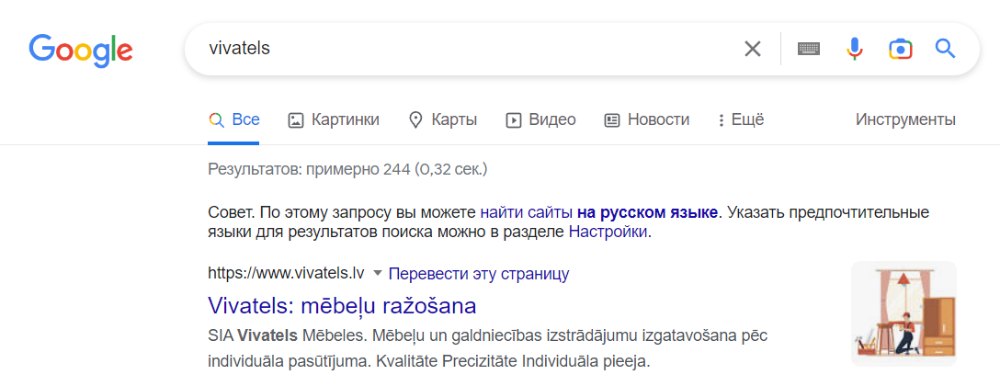 Google
vivatels
Все Картинки Карты Видео Новости Ещё Инструменты
Результатов: примерно 244 (0,32 сек.)
Совет. По этому запросу вы можете найти сайты на русском языке. Указать предпочтительные
языки для результатов поиска можно в разделе Настройки.
https://www.vivatels.lv Перевести эту страницу
Vivatels: mēbeļu ražošana
SIA Vivatels Mēbeles. Mēbeļu un galdniecības izstrādājumu izgatavošana pēc
individuāla pasūtījuma. Kvalitāte Precizitāte Individuāla pieeja.